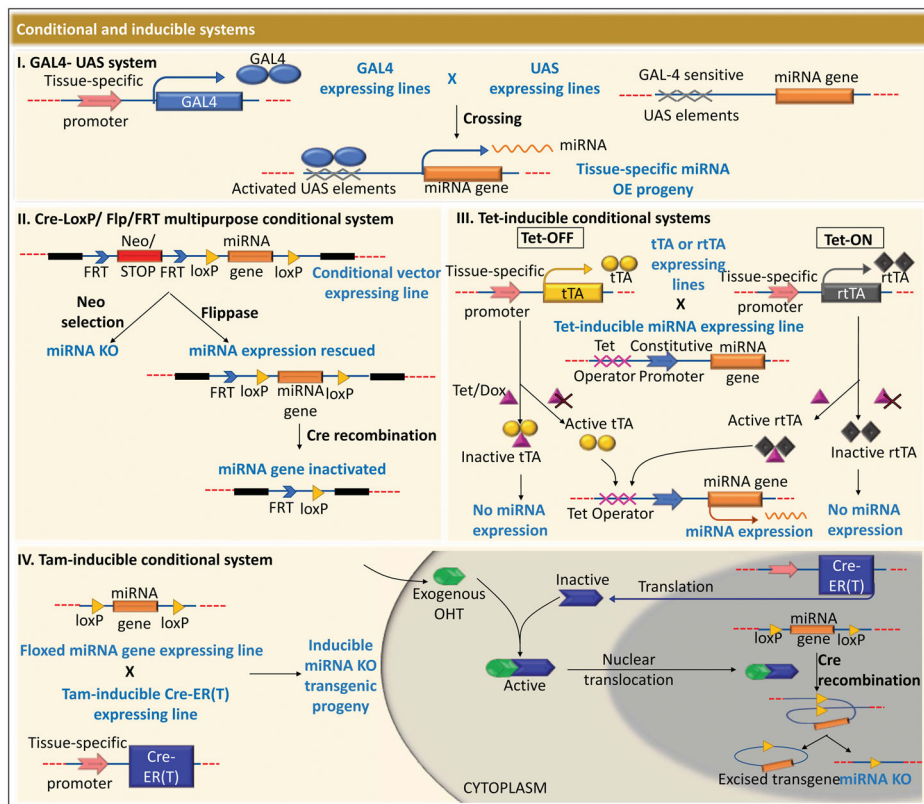 Conditional and inducible systems
I. GAL4- UAS system
Tissue-specific
promoter
GAL4
GAL4
GAL4
expressing lines
X
UAS
expressing lines
GAL-4 sensitive
UAS elements
miRNA gene
Crossing
Activated UAS elements
miRNA gene
miRNA
Tissue-specific miRNA
OE progeny
II. Cre-LoxP/ Flp/FRT multipurpose conditional system
Neo/
STOP
miRNA
gene
FRT
FRT
loxP
loxP
Conditional vector
expressing line
Neo
selection
Flippase
miRNA KO
miRNA expression rescued
FRT
loxP
miRNA
gene
loxP
Cre recombination
miRNA gene inactivated
FRT
loxP
III. Tet-inducible conditional systems
Tet-OFF
tTA or rtTA
expressing
lines
X
Tet-ON
Tissue-specific
promoter
tTA
tTA
Tissue-specific
promoter
rtTA
rtTA
Tet-inducible miRNA expressing line
Tet
Operator
Constitutive
Promoter
miRNA
gene
Tet/Dox
Active tTA
Inactive tTA
Active rtTA
Inactive rtTA
No miRNA
expression
Tet Operator
miRNA gene
miRNA expression
No miRNA
expression
IV. Tam-inducible conditional system
loxP
miRNA
gene
loxP
Floxed miRNA gene expressing line
X
Tam-inducible Cre-ER(T)
expressing line
Tissue-specific
promoter
Cre-
ER(T)
Inducible
miRNA KO
transgenic
progeny
Exogenous
OHT
Inactive
Translation
Cre-
ER(T)
Active
Nuclear
translocation
loxP
miRNA
gene
loxP
Cre
recombination
Excised transgene
miRNA KO
CYTOPLASM